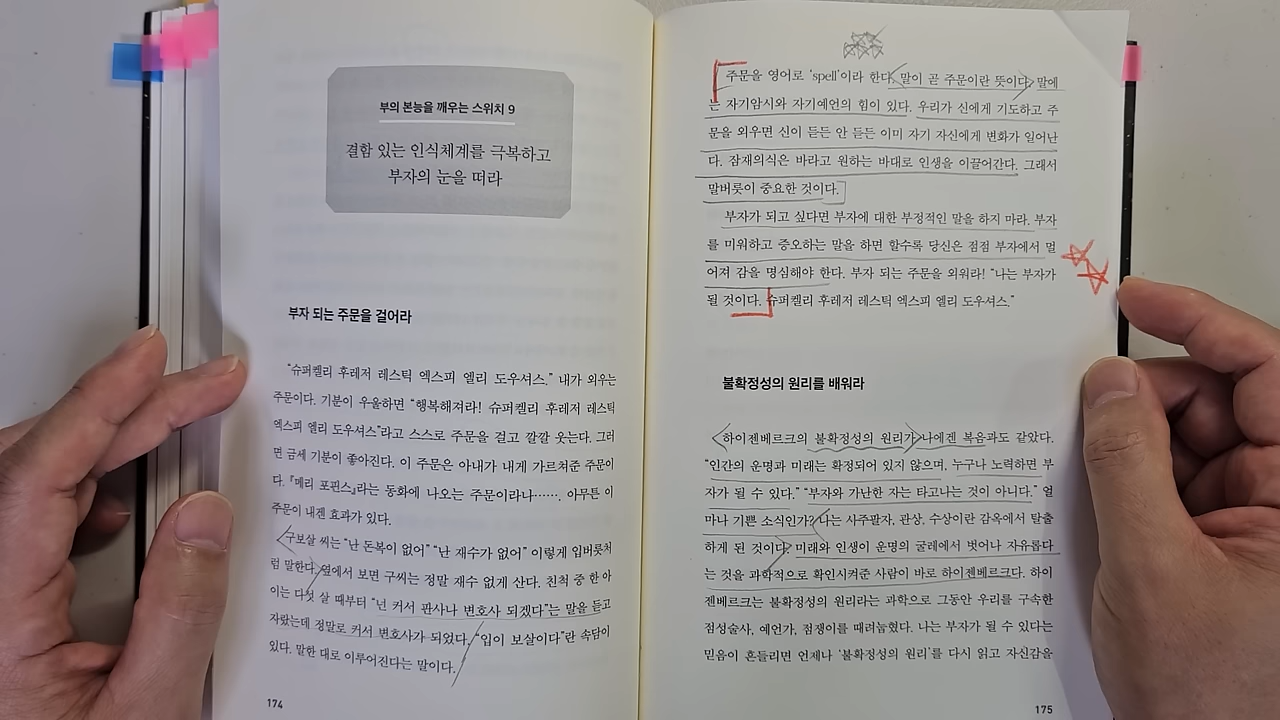 부의 본능을 깨우는 스위치 9
결함 있는 인식체계를 극복하고
부자의 눈을 떠라
부자 되는 주문을 걸어라
“슈퍼켈리 후레저 레스틱 엑스피 엘리 도우셔스.” 내가 외우는
주문이다. 기분이 우울하면 “행복해져라! 슈퍼켈리 후레저 레스틱
엑스피 엘리 도우셔스”라고 스스로 주문을 걸고 깔깔 웃는다. 그러
면 금세 기분이 좋아진다. 이 주문은 아내가 내게 가르쳐준 주문이
다. 『메리 포핀스』라는 동화에 나오는 주문이라나……. 아무튼 이
주문이 내겐 효과가 있다.
구보살 씨는 “난 돈복이 없어” “난 재수가 없어” 이렇게 입버릇처
럼 말한다. 옆에서 보면 구씨는 정말 재수 없게 산다. 친척 중 한 아
이는 다섯 살 때부터 “넌 커서 판사나 변호사 되겠다”는 말을 듣고
자랐는데 정말로 커서 변호사가 되었다. “입이 보살이다”란 속담이
있다. 말한 대로 이루어진다는 말이다.
174
주문을 영어로 ‘spell’이라 한다. 말이 곧 주문이란 뜻이다. 말에
는 자기암시와 자기예언의 힘이 있다. 우리가 신에게 기도하고 주
문을 외우면 신이 듣든 안 듣든 이미 자기 자신에게 변화가 일어난
다. 잠재의식은 바라고 원하는 바대로 인생을 이끌어간다. 그래서
말버릇이 중요한 것이다.
부자가 되고 싶다면 부자에 대한 부정적인 말을 하지 마라. 부자
를 미워하고 증오하는 말을 하면 할수록 당신은 점점 부자에서 멀
어져 감을 명심해야 한다. 부자 되는 주문을 외워라! “나는 부자가
될 것이다. 슈퍼켈리 후레저 레스틱 엑스피 엘리 도우셔스.”
불확정성의 원리를 배워라
하이젠베르크의 불확정성의 원리가 나에겐 복음과도 같았다.
“인간의 운명과 미래는 확정되어 있지 않으며, 누구나 노력하면 부
자가 될 수 있다.” “부자와 가난한 자는 타고나는 것이 아니다.” 얼
마나 기쁜 소식인가? 나는 사주팔자, 관상, 수상이란 감옥에서 탈출
하게 된 것이다. 미래와 인생이 운명의 굴레에서 벗어나 자유롭다
는 것을 과학적으로 확인시켜준 사람이 바로 하이젠베르크다. 하이
젠베르크는 불확정성의 원리라는 과학으로 그동안 우리를 구속한
점성술사, 예언가, 점쟁이를 때려눕혔다. 나는 부자가 될 수 있다는
믿음이 흔들리면 언제나 ‘불확정성의 원리’를 다시 읽고 자신감을
175